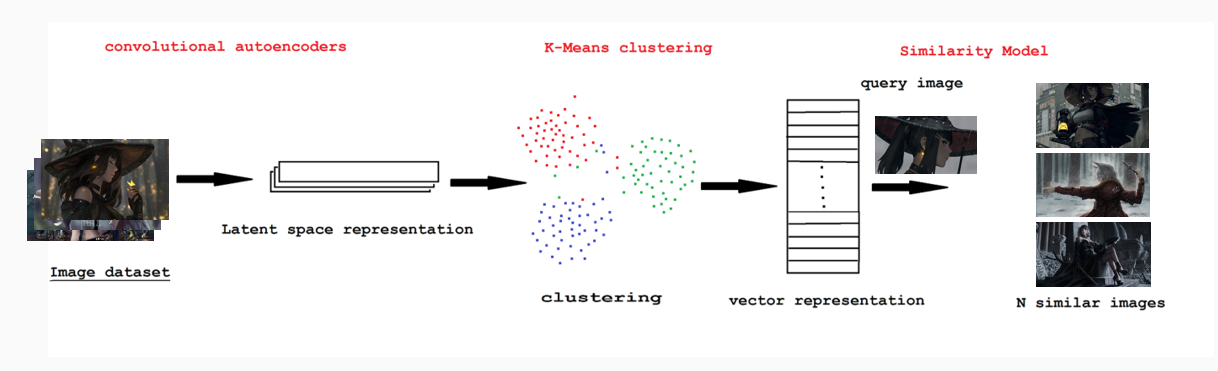 convolutional autoencoders
K-Means clustering
Similarity Model
query image
Latent space representation
Image dataset
clustering
vector representation
N similar images